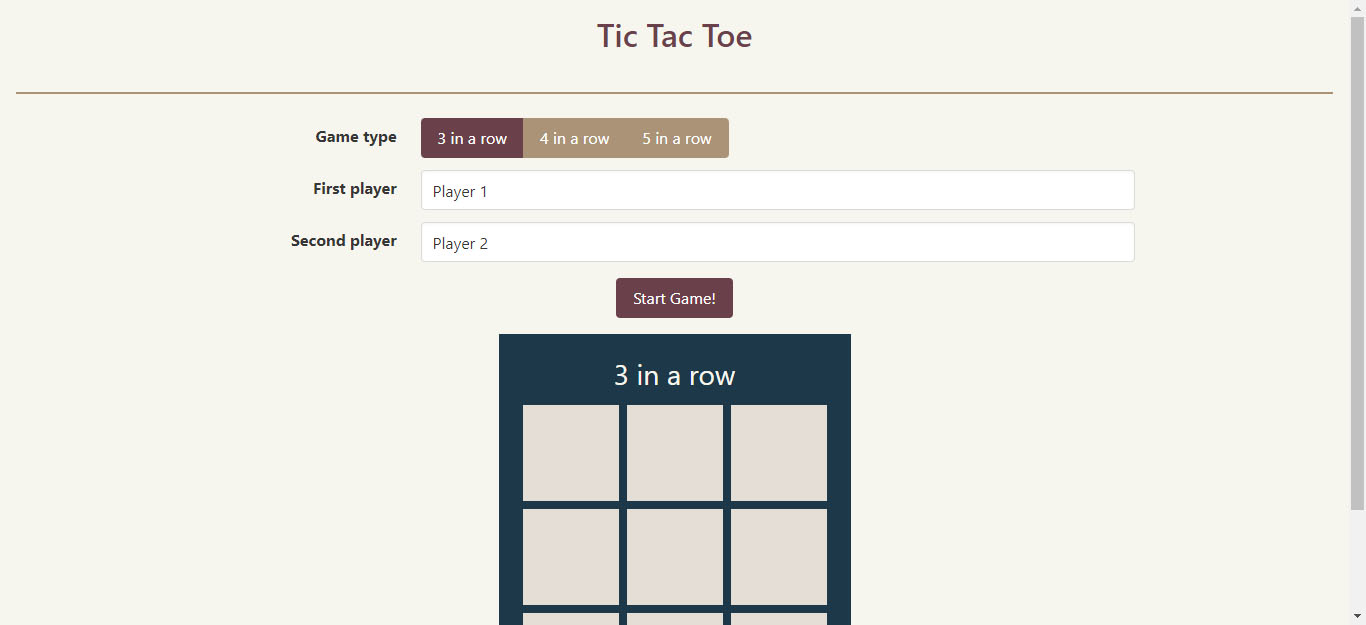 Tic Tac Toe
Game type 3 in a row 4 in a row 5 in a row
First player Player 1
Second player Player 2
Start Game!
3 in a row